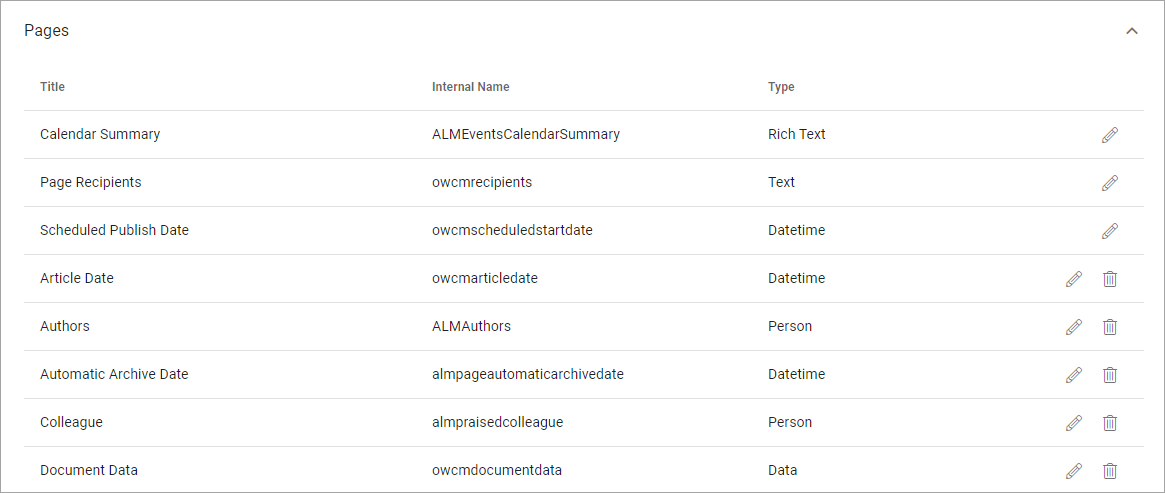 Pages
Title Internal Name Type
Calendar Summary ALMEventsCalendarSummary Rich Text
Page Recipients owcmrecipients Text
Scheduled Publish Date owcmscheduledstartdate Datetime
Article Date owcmarticledate Datetime
Authors ALMAuthors Person
Automatic Archive Date almpageautomaticarchivedate Datetime
Colleague almpraisedcolleague Person
Document Data owcmdocumentdata Data